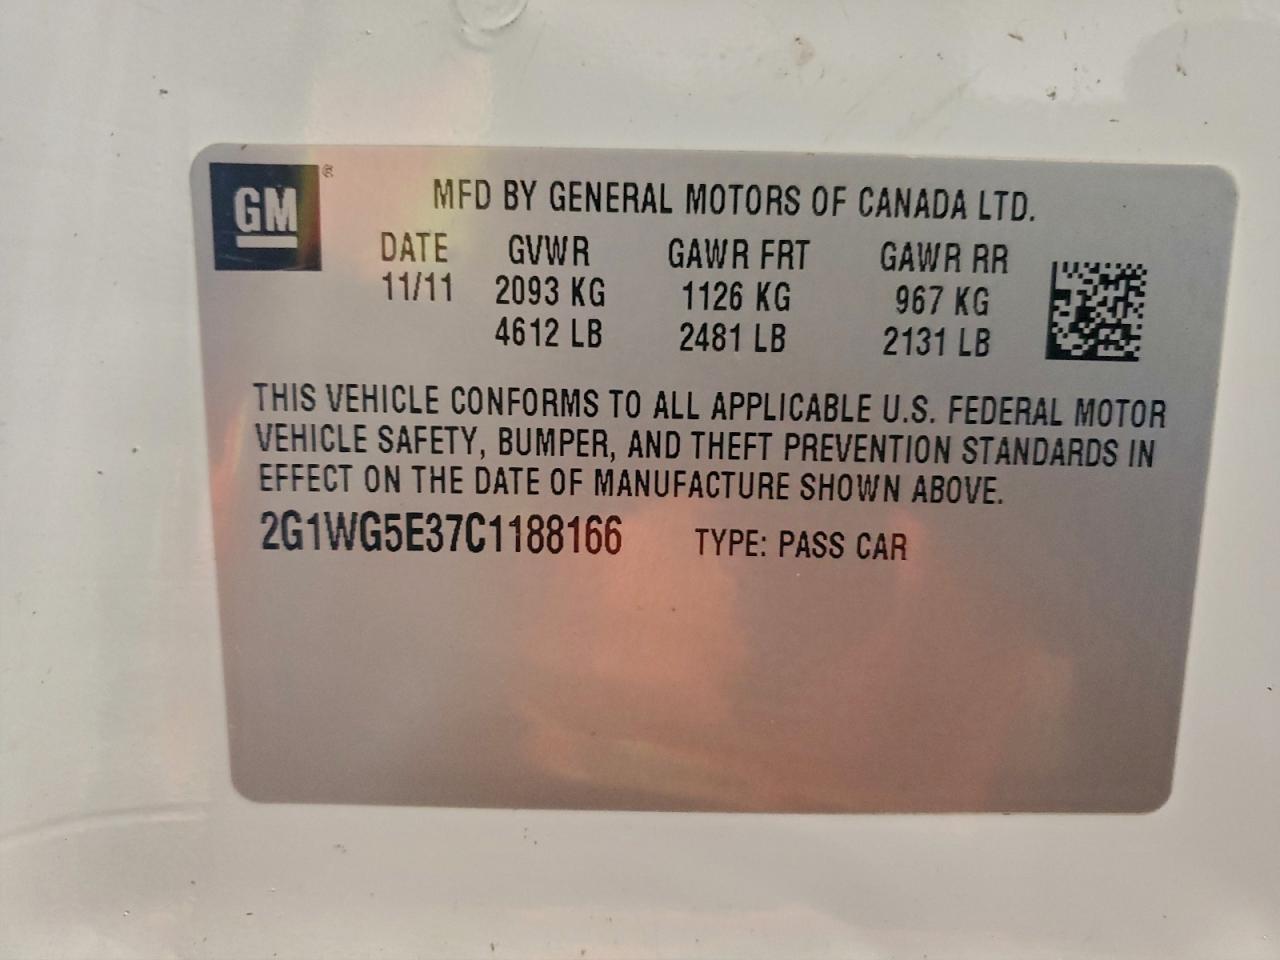 GM®
MFD BY GENERAL MOTORS OF CANADA LTD.
DATE GVWR GAWR FRT GAWR RR
11/11 2093 KG 1126 KG 967 KG
4612 LB 2481 LB 2131 LB
THIS VEHICLE CONFORMS TO ALL APPLICABLE U.S. FEDERAL MOTOR
VEHICLE SAFETY, BUMPER, AND THEFT PREVENTION STANDARDS IN
EFFECT ON THE DATE OF MANUFACTURE SHOWN ABOVE.
2G1WG5E37C1188166 TYPE: PASS CAR